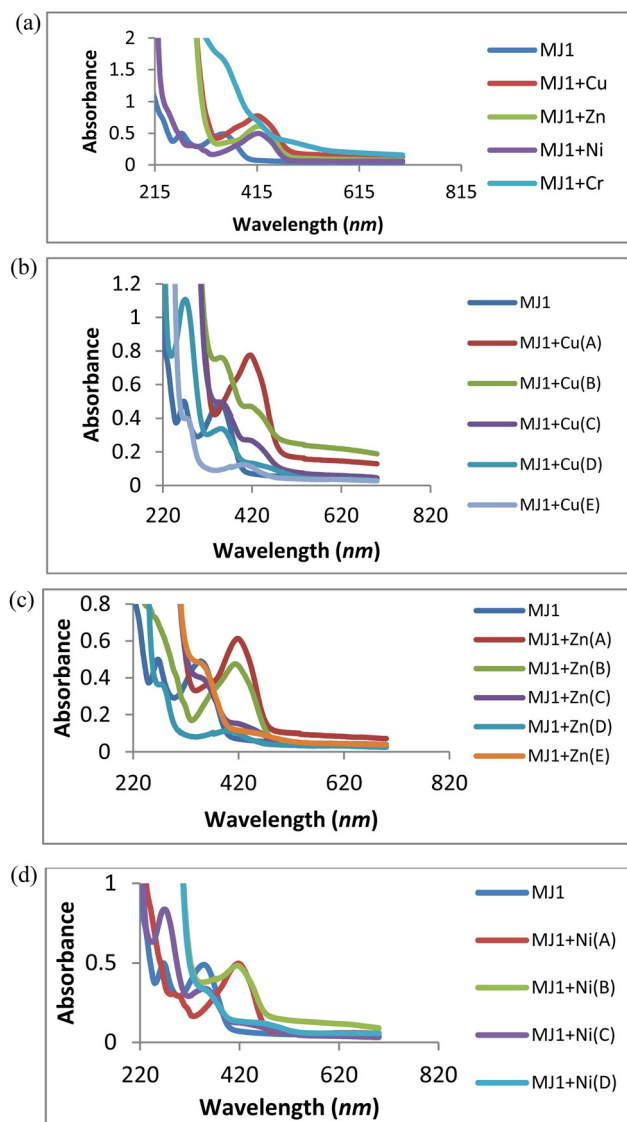 (a)
2
1.5
1
0.5
0
215
415
615
815
Absorbance
Wavelength (nm)
MJ1
MJ1+Cu
MJ1+Zn
MJ1+Ni
MJ1+Cr
(b)
1.2
1
0.8
0.6
0.4
0.2
0
220
420
620
820
Absorbance
Wavelength (nm)
MJ1
MJ1+Cu(A)
MJ1+Cu(B)
MJ1+Cu(C)
MJ1+Cu(D)
MJ1+Cu(E)
(c)
0.8
0.6
0.4
0.2
0
220
420
620
820
Absorbance
Wavelength (nm)
MJ1
MJ1+Zn(A)
MJ1+Zn(B)
MJ1+Zn(C)
MJ1+Zn(D)
MJ1+Zn(E)
(d)
1
0.5
0
220
420
620
820
Absorbance
Wavelength (nm)
MJ1
MJ1+Ni(A)
MJ1+Ni(B)
MJ1+Ni(C)
MJ1+Ni(D)